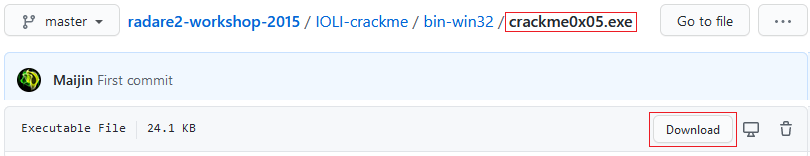 master radare2-workshop-2015 / IOLI-crackme / bin-win32 / crackme0x05.exe Go to file ...
Maijin First commit
Executable File 24.1 KB Download